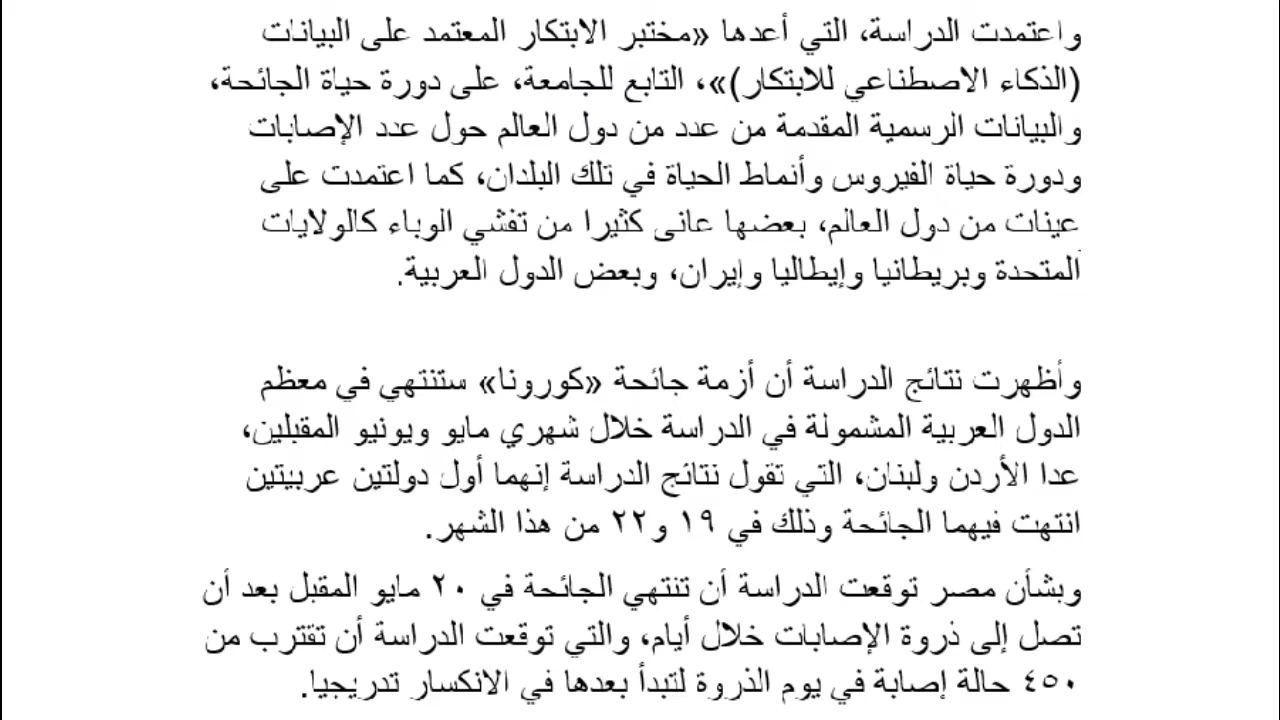 واعتمدت الدراسة، التي أعدها «مختبر الابتكار المعتمد على البيانات
(الذكاء الاصطناعي للابتكار)»، التابع للجامعة، على دورة حياة الجائحة،
والبيانات الرسمية المقدمة من عدد من دول العالم حول عدد الإصابات
ودورة حياة الفيروس وأنماط الحياة في تلك البلدان، كما اعتمدت على
عينات من دول العالم، بعضها عانى كثيرا من تفشي الوباء كالولايات
المتحدة وبريطانيا وإيطاليا وإيران، وبعض الدول العربية.
وأظهرت نتائج الدراسة أن أزمة جائحة «كورونا» ستنتهي في معظم
الدول العربية المشمولة في الدراسة خلال شهري مايو ويونيو المقبلين،
عدا الأردن ولبنان، التي تقول نتائج الدراسة إنهما أول دولتين عربيتين
انتهت فيهما الجائحة وذلك في ١٩ و٢٢ من هذا الشهر.
وبشأن مصر توقعت الدراسة أن تنتهي الجائحة في ٢٠ مايو المقبل بعد أن
تصل إلى ذروة الإصابات خلال أيام، والتي توقعت الدراسة أن تقترب من
٤٥٠ حالة إصابة في يوم الذروة لتبدأ بعدها في الانكسار تدريجيا.